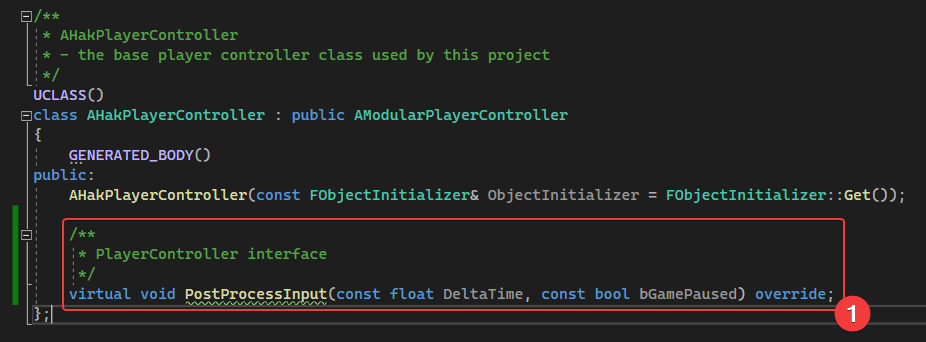 /**
* AHakPlayerController
* - the base player controller class used by this project
*/
UCLASS()
class AHakPlayerController : public AModularPlayerController
{
GENERATED_BODY()
public:
AHakPlayerController(const FObjectInitializer& ObjectInitializer = FObjectInitializer::Get());
/**
* PlayerController interface
*/
virtual void PostProcessInput(const float DeltaTime, const bool bGamePaused) override;
};
1